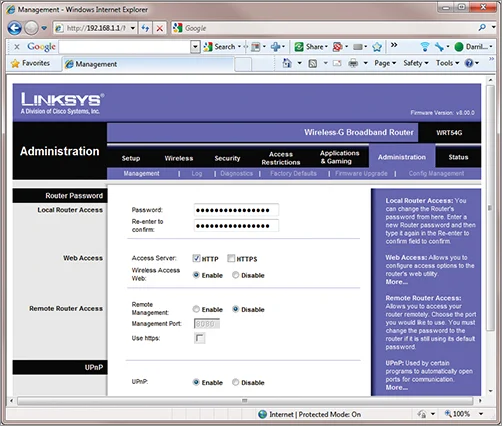 Management - Windows Internet Explorer
http://192.168.1.1/
Google
x Google Search Share Darril...
Favorites Management Page Safety Tools
LINKSYS®
A Division of Cisco Systems, Inc.
Firmware Version: v8.00.0
Wireless-G Broadband Router WRT54G
Administration
Setup Wireless Security Access Restrictions Applications & Gaming Administration Status
Management | Log | Diagnostics | Factory Defaults | Firmware Upgrade | Config Management
Router Password
Local Router Access
Password:
Re-enter to
confirm:
Web Access
Access Server: HTTP HTTPS
Wireless Access
Web: Enable Disable
Remote Router Access
Remote
Management: Enable Disable
Management Port: 8080
Use https:
UPnP
UPnP: Enable Disable
Local Router Access: You
can change the Router's
password from here. Enter a
new Router password and then
type it again in the Re-enter to
confirm field to confirm.
Web Access: Allows you to
configure access options to the
router's web utility.
More...
Remote Router Access:
Allows you to access your
router remotely. Choose the
port you would like to use. You must
change the password to the
router if it is still using its default
password.
UPnP: Used by certain
programs to automatically open
ports for communication.
More...
Internet | Protected Mode: On
100%